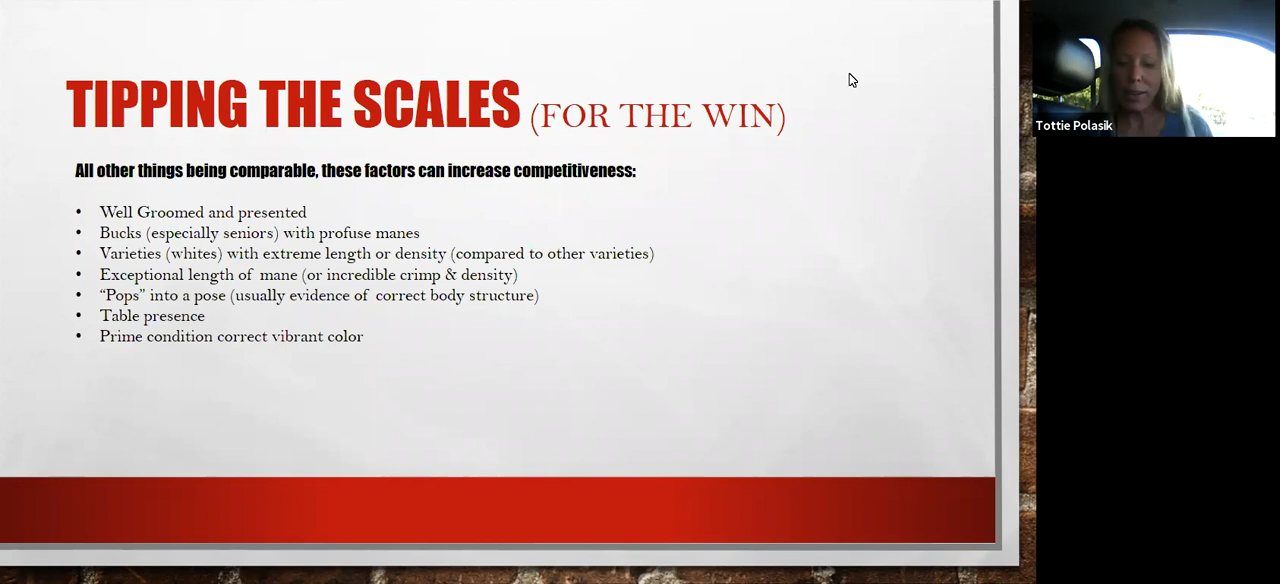 TIPPING THE SCALES (FOR THE WIN)
All other things being comparable, these factors can increase competitiveness:
• Well Groomed and presented
• Bucks (especially seniors) with profuse manes
• Varieties (whites) with extreme length or density (compared to other varieties)
• Exceptional length of mane (or incredible crimp & density)
• “Pops” into a pose (usually evidence of correct body structure)
• Table presence
• Prime condition correct vibrant color
Tottie Polasik